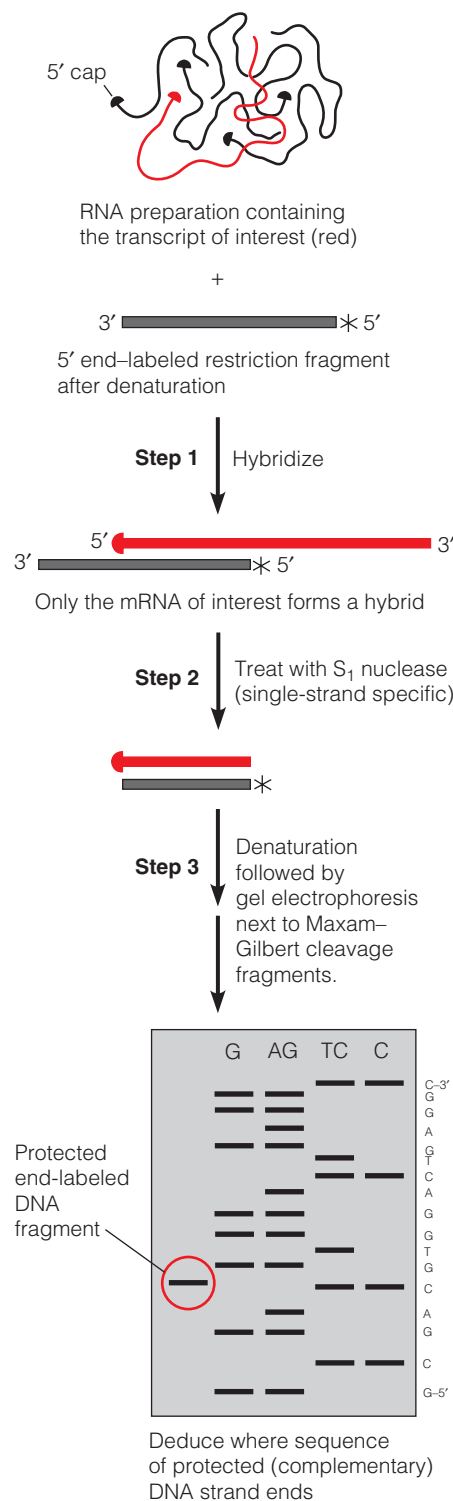 5′ cap
RNA preparation containing
the transcript of interest (red)
+
3′ * 5′
5′ end–labeled restriction fragment
after denaturation
Step 1 Hybridize
5′ 3′
3′ * 5′
Only the mRNA of interest forms a hybrid
Step 2
Treat with S₁ nuclease
(single-strand specific)
*
Step 3
Denaturation
followed by
gel electrophoresis
next to Maxam–
Gilbert cleavage
fragments.
G AG TC C
C–3′
G
G
A
G
T
C
A
G
G
T
G
C
A
G
C
G–5′
Protected
end-labeled
DNA
fragment
Deduce where sequence
of protected (complementary)
DNA strand ends